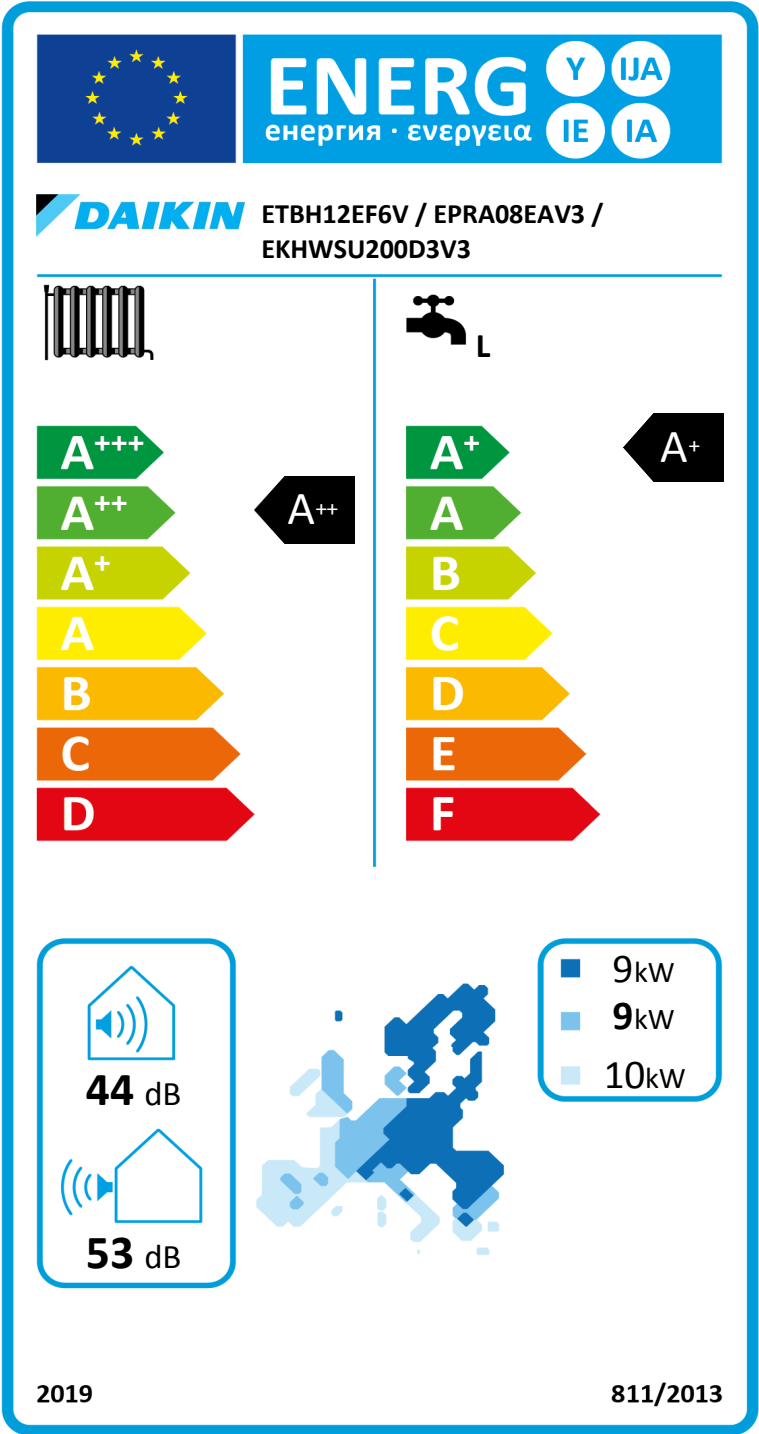 ENERG
енергия · ενεργεια
Y
IJA
IE
IA
DAIKIN
ETBH12EF6V / EPRA08EAV3 /
EKHWSU200D3V3
L
A+++
A++
A+
A
B
C
D
A++
A+
A
B
C
D
E
F
A+
44 dB
53 dB
9kW
9kW
10kW
2019
811/2013